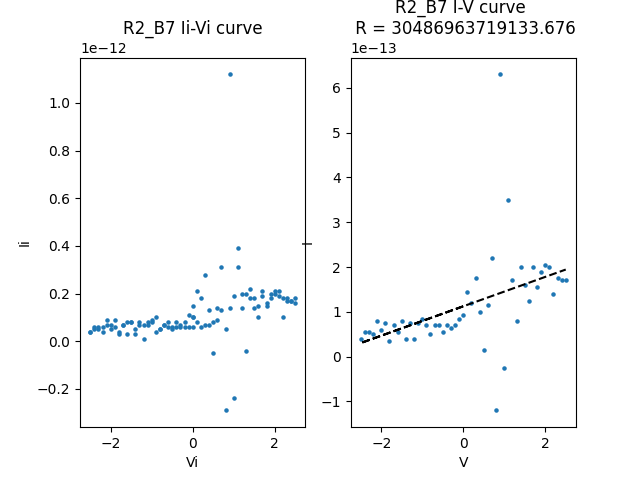 R2_B7 Ii-Vi curve
1e−12
1.0
0.8
0.6
0.4
0.2
0.0
−0.2
−2
0
2
Vi
Ii
R2_B7 I-V curve
R = 30486963719133.676
1e−13
6
5
4
3
2
1
0
−1
−2
0
2
V
I